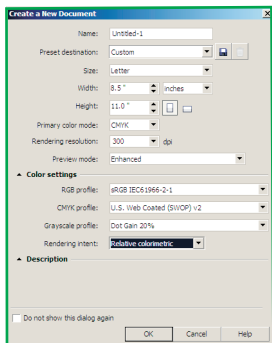 Create a New Document
Name: Untitled-1
Preset destination: Custom
Size: Letter
Width: 8.5 " inches
Height: 11.0 "
Primary color mode: CMYK
Rendering resolution: 300 dpi
Preview mode: Enhanced
Color settings
RGB profile: sRGB IEC61966-2-1
CMYK profile: U.S. Web Coated (SWOP) v2
Grayscale profile: Dot Gain 20%
Rendering intent: Relative colorimetric
Description
Do not show this dialog again
OK Cancel Help